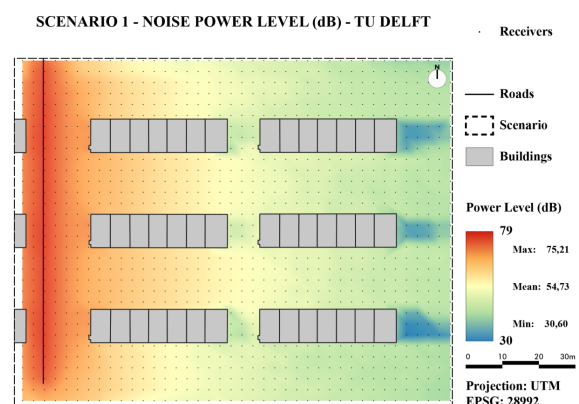 SCENARIO 1 - NOISE POWER LEVEL (dB) - TU DELFT
Receivers
N
Roads
Scenario
Buildings
Power Level (dB)
79
Max: 75,21
Mean: 54,73
Min: 30,60
30
0 10 20 30m
Projection: UTM
EPSG: 28992